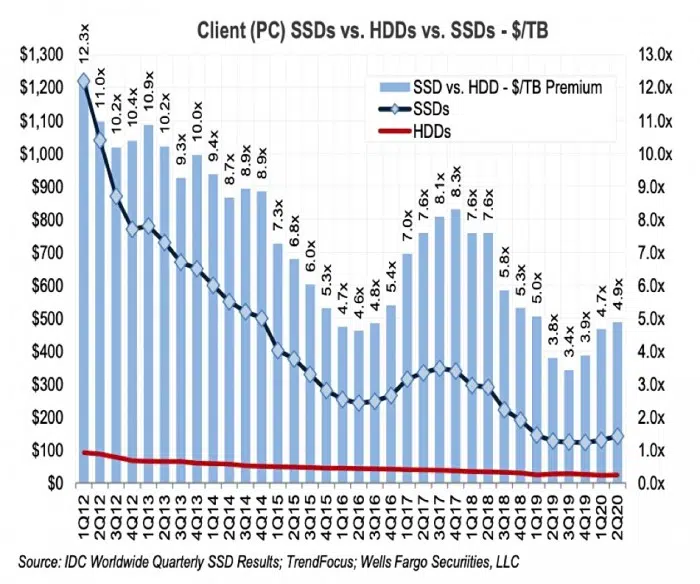 Client (PC) SSDs vs. HDDs vs. SSDs - $/TB
$1,300
$1,200
$1,100
$1,000
$900
$800
$700
$600
$500
$400
$300
$200
$100
$0
13.0x
12.0x
11.0x
10.0x
9.0x
8.0x
7.0x
6.0x
5.0x
4.0x
3.0x
2.0x
1.0x
0.0x
SSD vs. HDD - $/TB Premium
SSDs
HDDs
12.3x
11.0x
10.2x
10.4x
10.9x
10.2x
9.3x
10.0x
9.4x
8.7x
8.9x
8.9x
7.3x
6.8x
6.0x
5.3x
4.7x
4.6x
4.8x
5.4x
7.0x
7.6x
8.1x
8.3x
7.6x
7.6x
5.8x
5.3x
5.0x
3.8x
3.4x
3.9x
4.7x
4.9x
1Q12
2Q12
3Q12
4Q12
1Q13
2Q13
3Q13
4Q13
1Q14
2Q14
3Q14
4Q14
1Q15
2Q15
3Q15
4Q15
1Q16
2Q16
3Q16
4Q16
1Q17
2Q17
3Q17
4Q17
1Q18
2Q18
3Q18
4Q18
1Q19
2Q19
3Q19
4Q19
1Q20
2Q20
Source: IDC Worldwide Quarterly SSD Results; TrendFocus; Wells Fargo Securiities, LLC